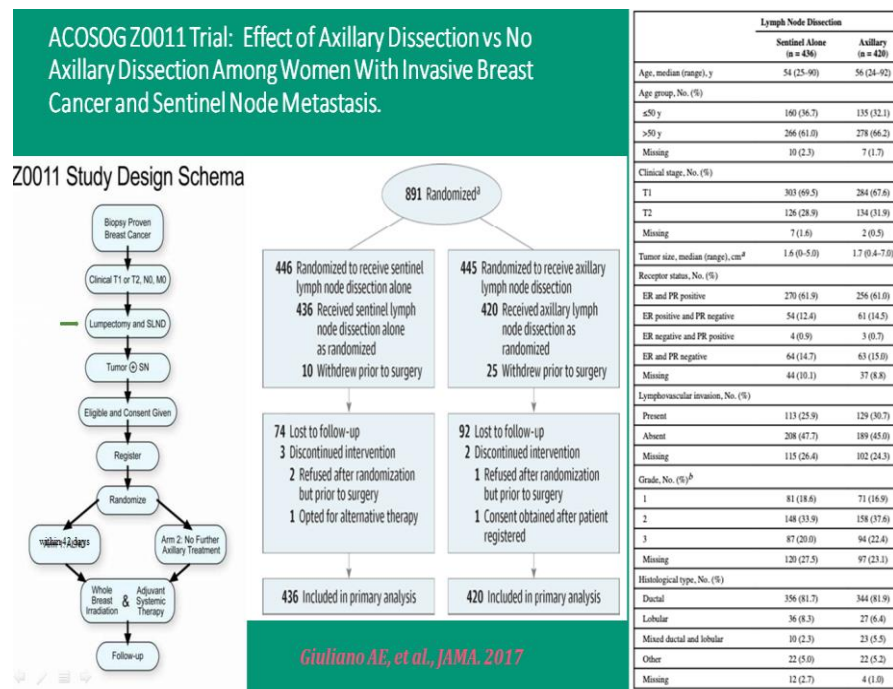 ACOSOG Z0011 Trial: Effect of Axillary Dissection vs No
Axillary Dissection Among Women With Invasive Breast
Cancer and Sentinel Node Metastasis.
Z0011 Study Design Schema
Biopsy Proven
Breast Cancer
Clinical T1 or T2, N0, M0
Lumpectomy and SLND
Tumor ⊕ SN
Eligible and Consent Given
Register
Randomize
within 42 days
Arm 2: No Further
Axillary Treatment
Whole
Breast
Irradiation
&
Adjuvant
Systemic
Therapy
Follow-up
891 Randomizedᵃ
446 Randomized to receive sentinel
lymph node dissection alone
436 Received sentinel lymph
node dissection alone
as randomized
10 Withdrew prior to surgery
445 Randomized to receive axillary
lymph node dissection
420 Received axillary lymph
node dissection as
randomized
25 Withdrew prior to surgery
74 Lost to follow-up
3 Discontinued intervention
2 Refused after randomization
but prior to surgery
1 Opted for alternative therapy
92 Lost to follow-up
2 Discontinued intervention
1 Refused after randomization
but prior to surgery
1 Consent obtained after patient
registered
436 Included in primary analysis
420 Included in primary analysis
Giuliano AE, et al., JAMA. 2017
Lymph Node Dissection
Sentinel Alone (n = 436) Axillary (n = 420)
Age, median (range), y 54 (25–90) 56 (24–92)
Age group, No. (%)
≤50 y 160 (36.7) 135 (32.1)
>50 y 266 (61.0) 278 (66.2)
Missing 10 (2.3) 7 (1.7)
Clinical stage, No. (%)
T1 303 (69.5) 284 (67.6)
T2 126 (28.9) 134 (31.9)
Missing 7 (1.6) 2 (0.5)
Tumor size, median (range), cmᵃ 1.6 (0–5.0) 1.7 (0.4–7.0)
Receptor status, No. (%)
ER and PR positive 270 (61.9) 256 (61.0)
ER positive and PR negative 54 (12.4) 61 (14.5)
ER negative and PR positive 4 (0.9) 3 (0.7)
ER and PR negative 64 (14.7) 63 (15.0)
Missing 44 (10.1) 37 (8.8)
Lymphovascular invasion, No. (%)
Present 113 (25.9) 129 (30.7)
Absent 208 (47.7) 189 (45.0)
Missing 115 (26.4) 102 (24.3)
Grade, No. (%)ᵇ
1 81 (18.6) 71 (16.9)
2 148 (33.9) 158 (37.6)
3 87 (20.0) 94 (22.4)
Missing 120 (27.5) 97 (23.1)
Histological type, No. (%)
Ductal 356 (81.7) 344 (81.9)
Lobular 36 (8.3) 27 (6.4)
Mixed ductal and lobular 10 (2.3) 23 (5.5)
Other 22 (5.0) 22 (5.2)
Missing 12 (2.7) 4 (1.0)